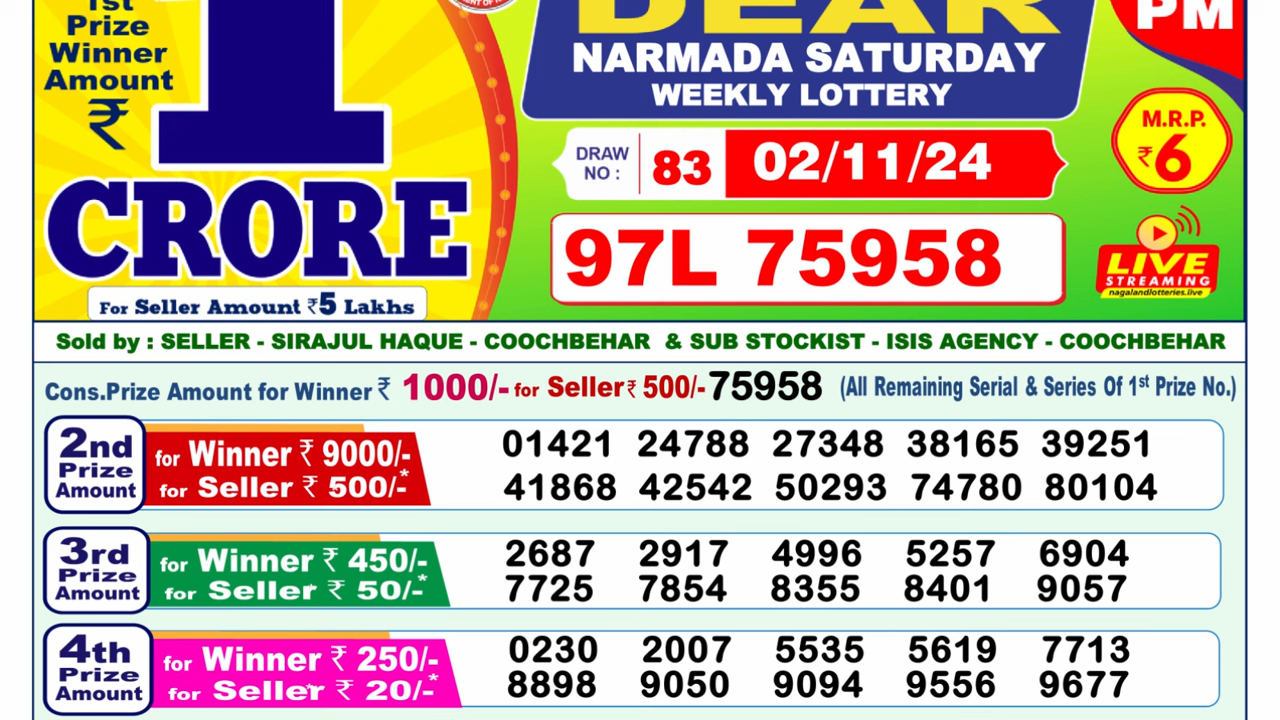 1st
Prize
Winner
Amount
₹
1
CRORE
For Seller Amount ₹5 Lakhs
DEAR
NARMADA SATURDAY
WEEKLY LOTTERY
PM
DRAW NO : 83 02/11/24
M.R.P.
₹6
97L 75958
LIVE
STREAMING
nagalandlotteries.live
Sold by : SELLER - SIRAJUL HAQUE - COOCHBEHAR & SUB STOCKIST - ISIS AGENCY - COOCHBEHAR
Cons.Prize Amount for Winner ₹ 1000/- for Seller ₹ 500/- 75958 (All Remaining Serial & Series Of 1st Prize No.)
2nd
Prize
Amount
for Winner ₹ 9000/-
for Seller ₹ 500/-*
01421 24788 27348 38165 39251
41868 42542 50293 74780 80104
3rd
Prize
Amount
for Winner ₹ 450/-
for Seller ₹ 50/-*
2687 2917 4996 5257 6904
7725 7854 8355 8401 9057
4th
Prize
Amount
for Winner ₹ 250/-
for Seller ₹ 20/-*
0230 2007 5535 5619 7713
8898 9050 9094 9556 9677